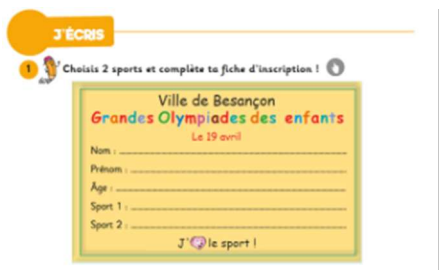 J'ÉCRIS
1 Choisis 2 sports et complète ta fiche d'inscription !
Ville de Besançon
Grandes Olympiades des enfants
Le 19 avril
Nom :
Prénom :
Âge :
Sport 1 :
Sport 2 :
J' le sport !